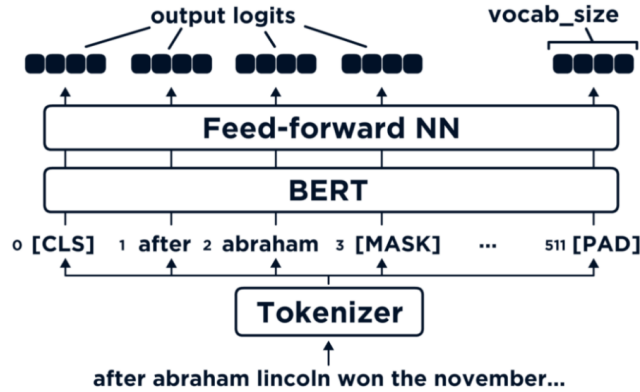 output logits
vocab_size
Feed-forward NN
BERT
0 [CLS] 1 after 2 abraham 3 [MASK] ... 511 [PAD]
Tokenizer
after abraham lincoln won the november...